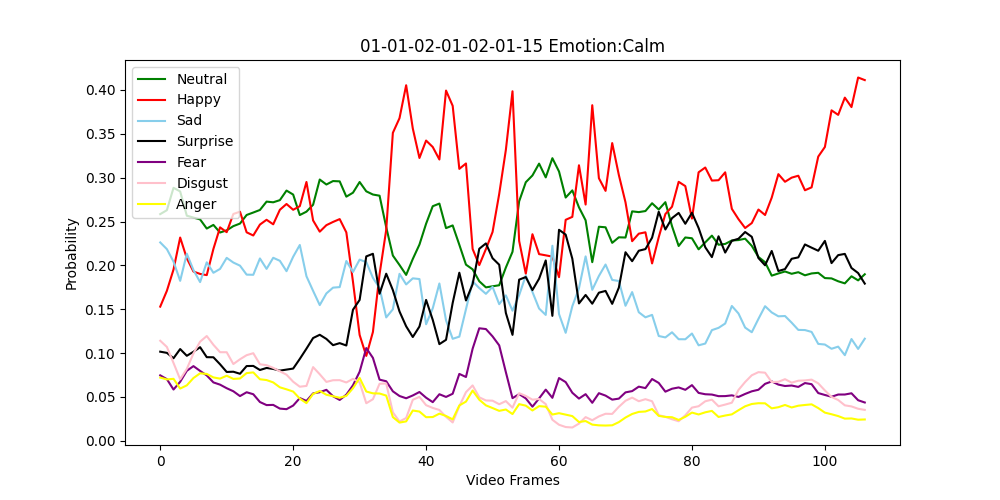 01-01-02-01-02-01-15 Emotion:Calm
Probability
0.40
0.35
0.30
0.25
0.20
0.15
0.10
0.05
0.00
Neutral
Happy
Sad
Surprise
Fear
Disgust
Anger
0 20 40 60 80 100
Video Frames